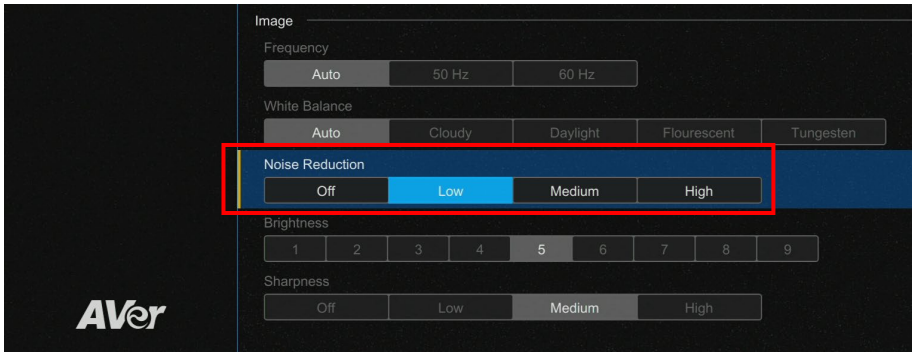 Image
Frequency
Auto 50 Hz 60 Hz
White Balance
Auto Cloudy Daylight Flourescent Tungesten
Noise Reduction
Off Low Medium High
Brightness
1 2 3 4 5 6 7 8 9
Sharpness
Off Low Medium High
AVer